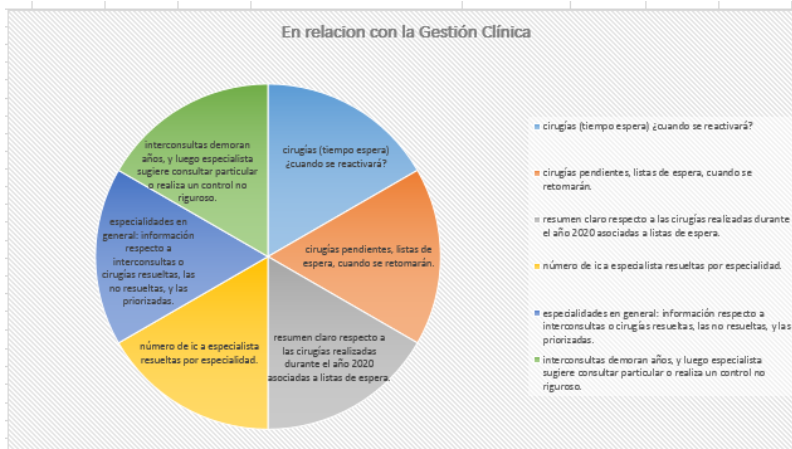 En relacion con la Gestión Clínica
interconsultas demoran
años, y luego especialista
sugiere consultar particular
o realiza un control no
riguroso.
cirugías (tiempo espera)
¿cuando se reactivará?
especialidades en
general: información
respecto a
interconsultas o
cirugías resueltas, las
no resueltas, y las
priorizadas.
cirugías pendientes, listas de
espera, cuando se retomarán.
número de ic a especialista
resueltas por especialidad.
resumen claro respecto a
las cirugías realizadas
durante el año 2020
asociadas a listas de espera.
cirugías (tiempo espera) ¿cuando se reactivará?
cirugías pendientes, listas de espera, cuando se
retomarán.
resumen claro respecto a las cirugías realizadas durante
el año 2020 asociadas a listas de espera.
número de ic a especialista resueltas por especialidad.
especialidades en general: información respecto a
interconsultas o cirugías resueltas, las no resueltas, y las
priorizadas.
interconsultas demoran años, y luego especialista
sugiere consultar particular o realiza un control no
riguroso.